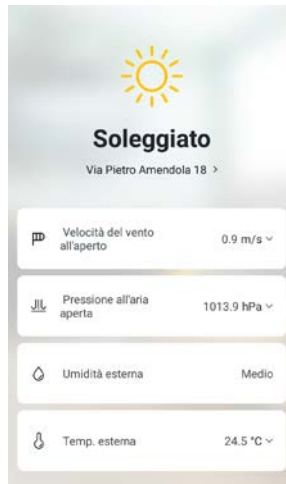 Soleggiato
Via Pietro Amendola 18 >
Velocità del vento
all'aperto
0.9 m/s
Pressione all'aria
aperta
1013.9 hPa
Umidità esterna
Medio
Temp. esterna
24.5 °C